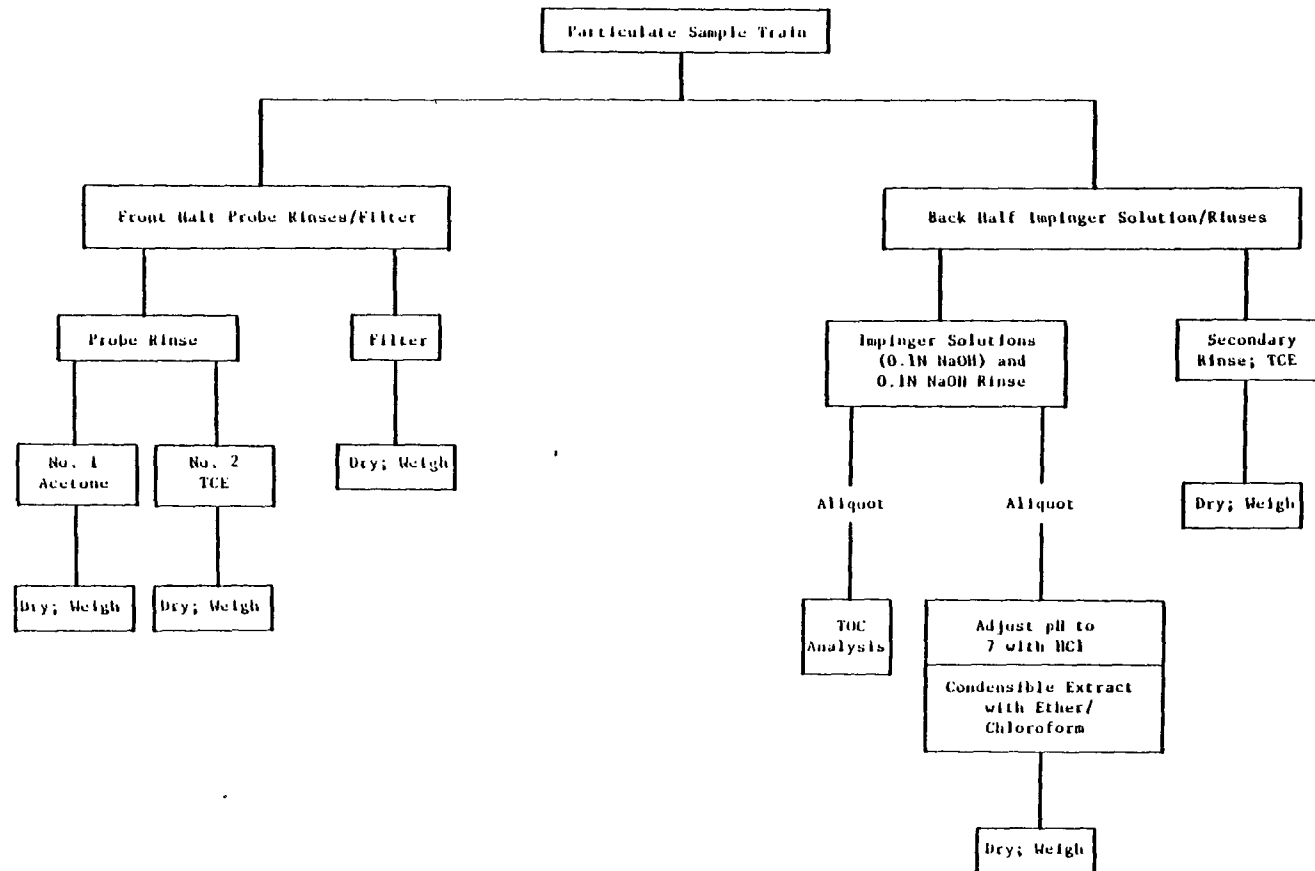 Particulate Sample Train
Front Half Probe Rinses/Filter
Back Half Impinger Solution/Rinses
Probe Rinse
Filter
Impinger Solutions
(0.1N NaOH) and
0.1N NaOH Rinse
Secondary
Rinse; TCE
No. 1
Acetone
No. 2
TCE
Dry; Weigh
Aliquot
Aliquot
Dry; Weigh
Dry; Weigh
Dry; Weigh
TOC
Analysis
Adjust pH to
7 with HCl
Condensible Extract
with Ether/
Chloroform
Dry; Weigh